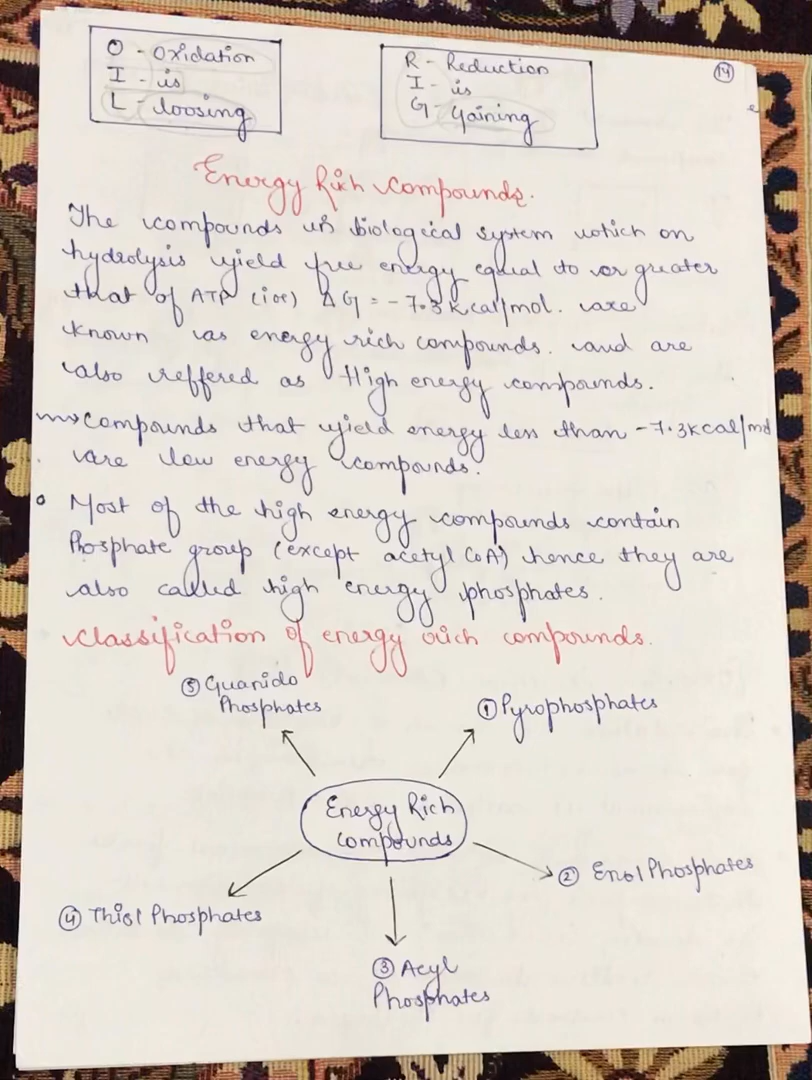 O - Oxidation
I - is
L - loosing
R - Reduction
I - is
G - Gaining
14
Energy Rich Compounds.
The compounds in biological system which on
hydrolysis yield free energy equal to or greater
that of ATP (ie) ΔG = -7.3 Kcal/mol. are
known as energy rich compounds. and are
also reffered as High energy compounds.
compounds that yield energy less than -7.3Kcal/mol
are low energy compounds.
Most of the high energy compounds contain
Phosphate group (except acetyl CoA) hence they are
also called high energy phosphates.
Classification of energy rich compounds.
⑤ Guanido
Phosphates
① Pyrophosphates
Energy Rich
Compounds
② Enol Phosphates
④ Thiol Phosphates
③ Acyl
Phosphates